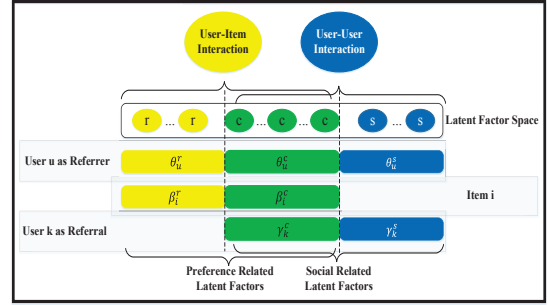 User-Item
Interaction
User-User
Interaction
r ... r c ... c ... c s ... s
Latent Factor Space
User u as Referrer θ_u^r θ_u^c θ_u^s
β_i^r β_i^c Item i
User k as Referral γ_k^c γ_k^s
Preference Related
Latent Factors
Social Related
Latent Factors